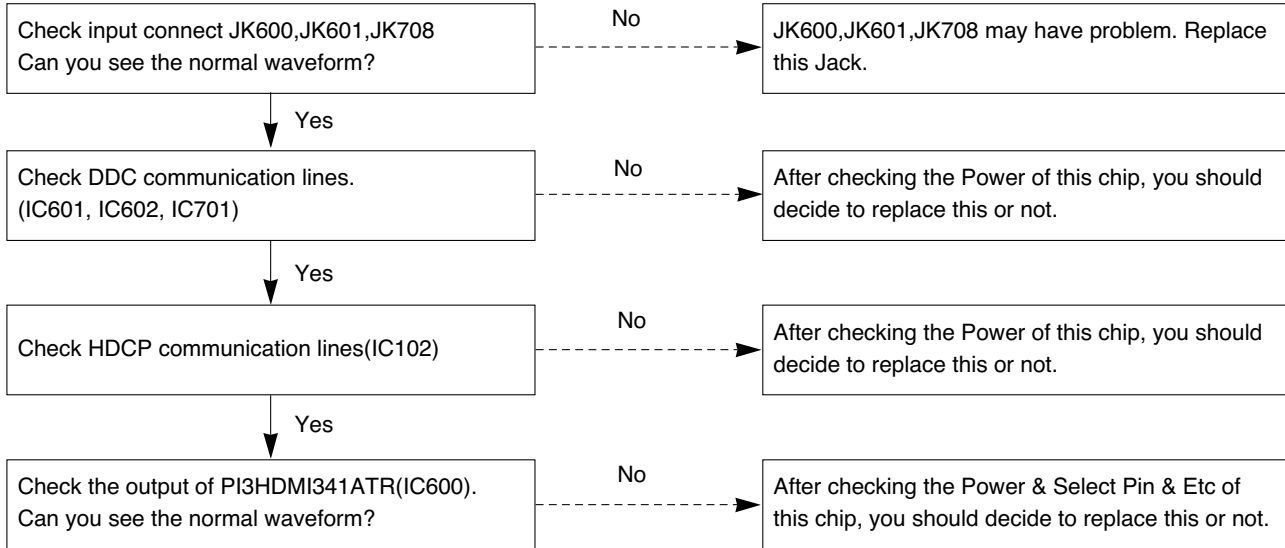 Check input connect JK600,JK601,JK708
Can you see the normal waveform?
No
JK600,JK601,JK708 may have problem. Replace
this Jack.
Yes
Check DDC communication lines.
(IC601, IC602, IC701)
No
After checking the Power of this chip, you should
decide to replace this or not.
Yes
Check HDCP communication lines(IC102)
No
After checking the Power of this chip, you should
decide to replace this or not.
Yes
Check the output of PI3HDMI341ATR(IC600).
Can you see the normal waveform?
No
After checking the Power & Select Pin & Etc of
this chip, you should decide to replace this or not.